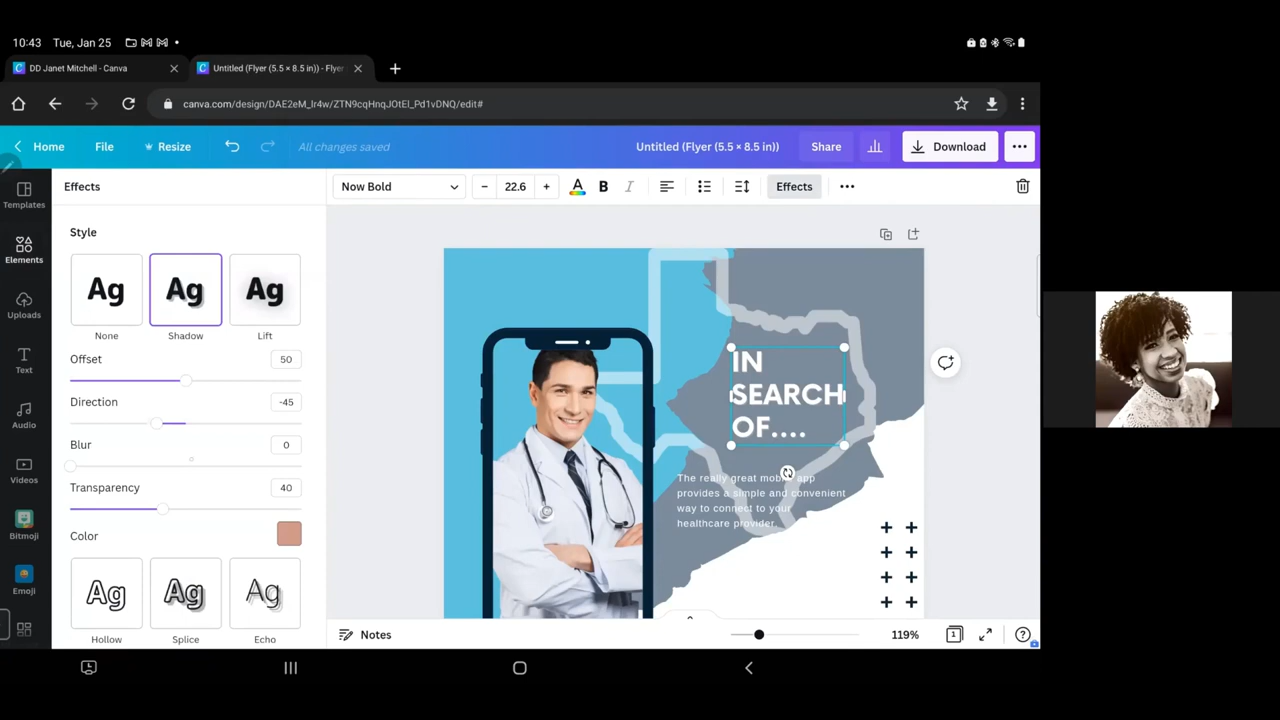 10:43 Tue, Jan 25
DD Janet Mitchell - Canva
Untitled (Flyer (5.5 × 8.5 in)) - Flyer
canva.com/design/DAE2eM_Ir4w/ZTN9cqHnqJOtEl_Pd1vDNQ/edit#
Home File Resize All changes saved Untitled (Flyer (5.5 × 8.5 in)) Share Download
Effects Now Bold 22.6 B I Effects
Templates
Elements
Uploads
Text
Audio
Videos
Bitmoji
Emoji
Style
Ag Ag Ag
None Shadow Lift
Offset 50
Direction -45
Blur 0
Transparency 40
Color
Ag Ag Ag
Hollow Splice Echo
IN
SEARCH
OF....
The really great mobile app
provides a simple and convenient
way to connect to your
healthcare provider.
Notes 119% 1